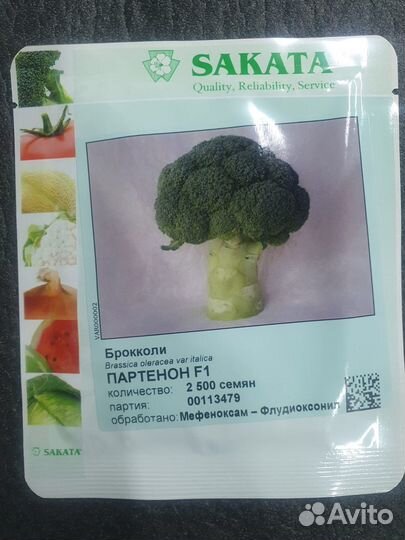 SAKATA
Quality, Reliability, Service
VAB000002
Брокколи
Brassica oleracea var italica
ПАРТЕНОН F1
количество: 2 500 семян
партия: 00113479
обработано: Мефеноксам – Флудиоксонил
SAKATA
Avito